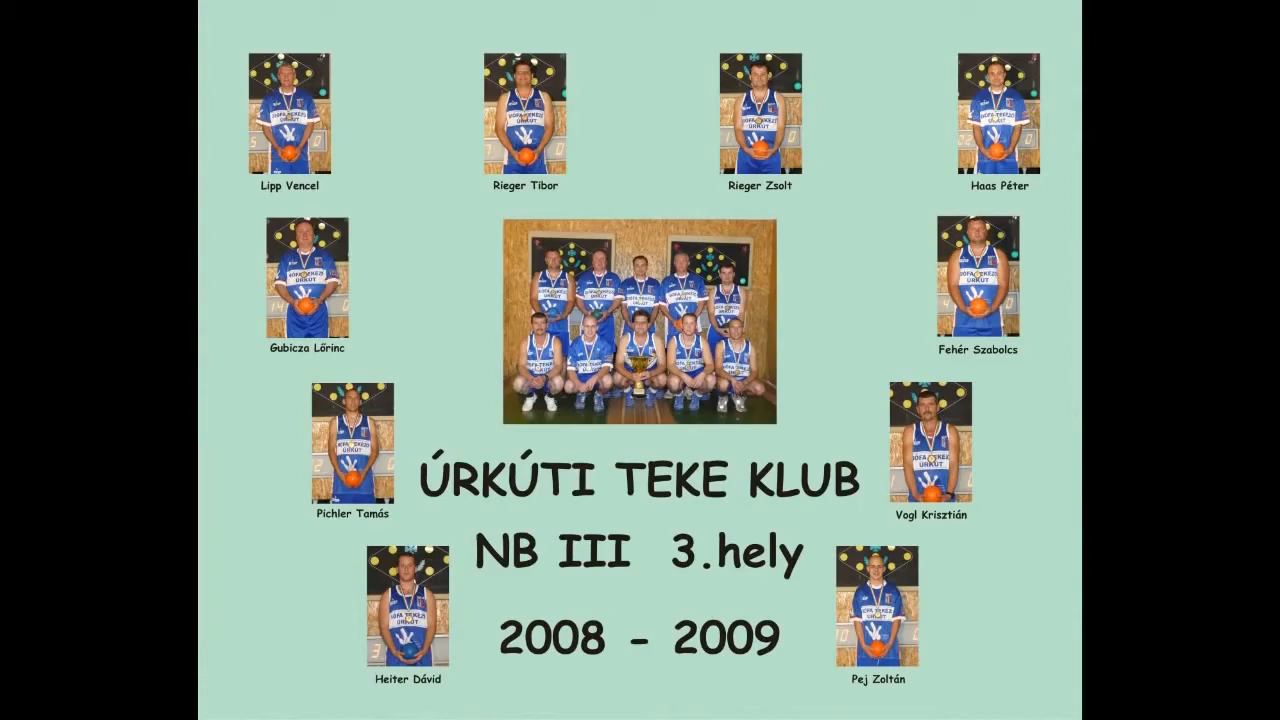 Lipp Vencel
Rieger Tibor
Rieger Zsolt
Haas Péter
Gubicza Lőrinc
Fehér Szabolcs
Pichler Tamás
Vogl Krisztián
ÚRKÚTI TEKE KLUB
NB III 3.hely
2008 - 2009
Heiter Dávid
Pej Zoltán